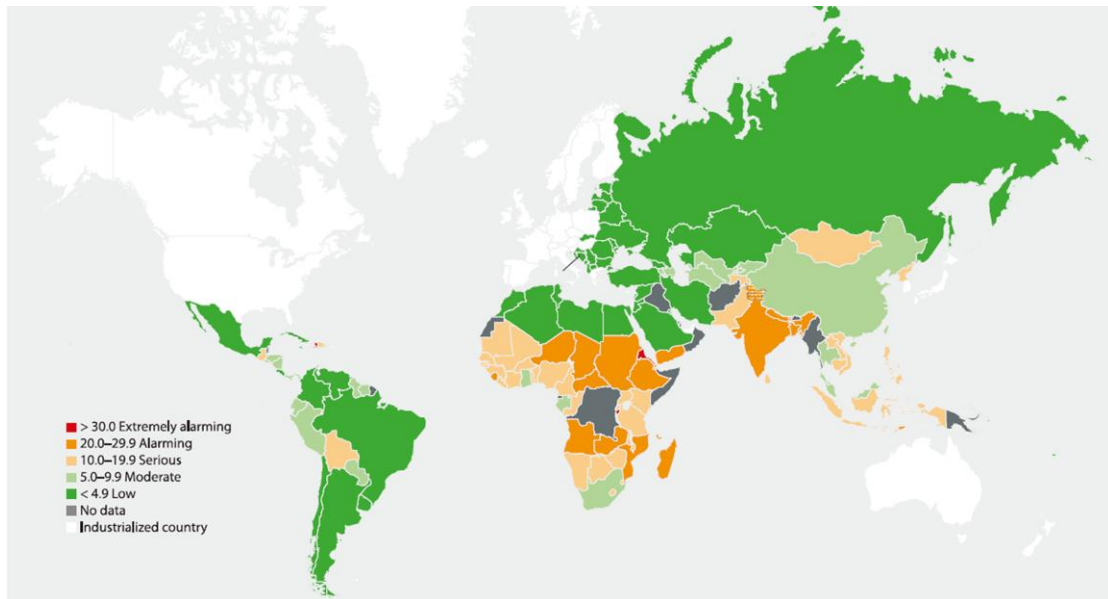 > 30.0 Extremely alarming
20.0–29.9 Alarming
10.0–19.9 Serious
5.0–9.9 Moderate
< 4.9 Low
No data
Industrialized country